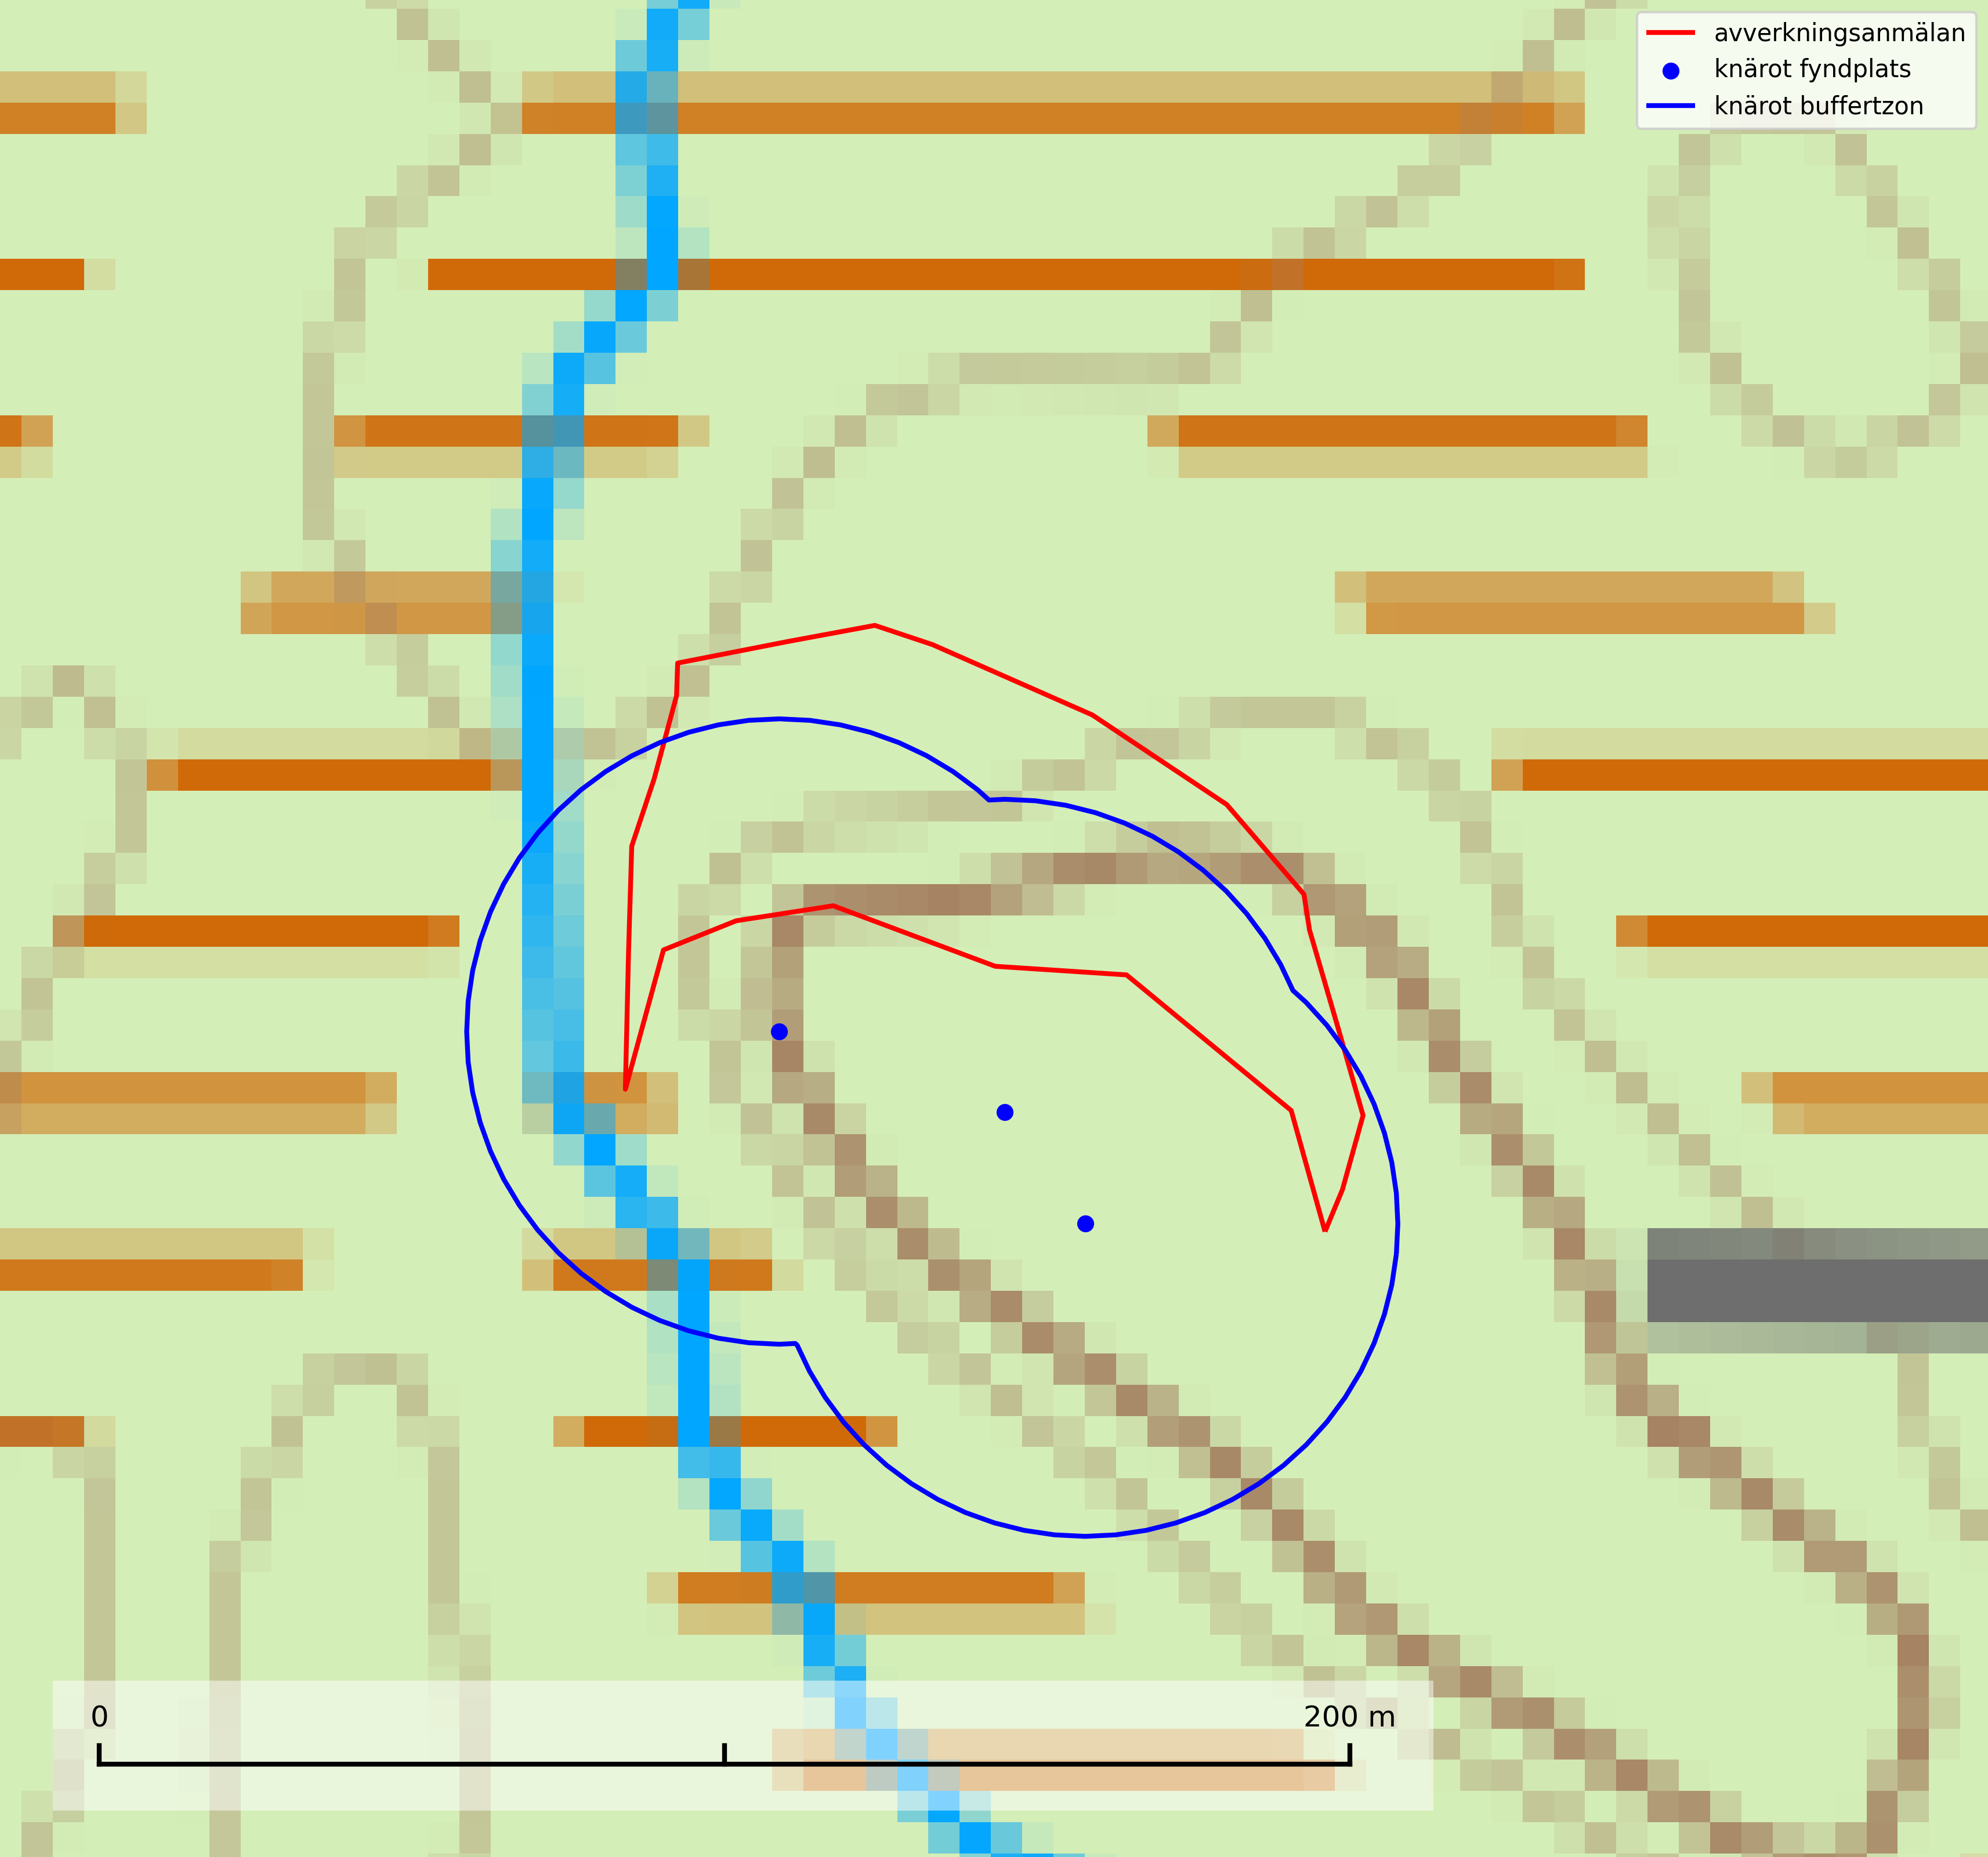 avverkningsanmälan
knärot fyndplats
knärot buffertzon
0 200 m